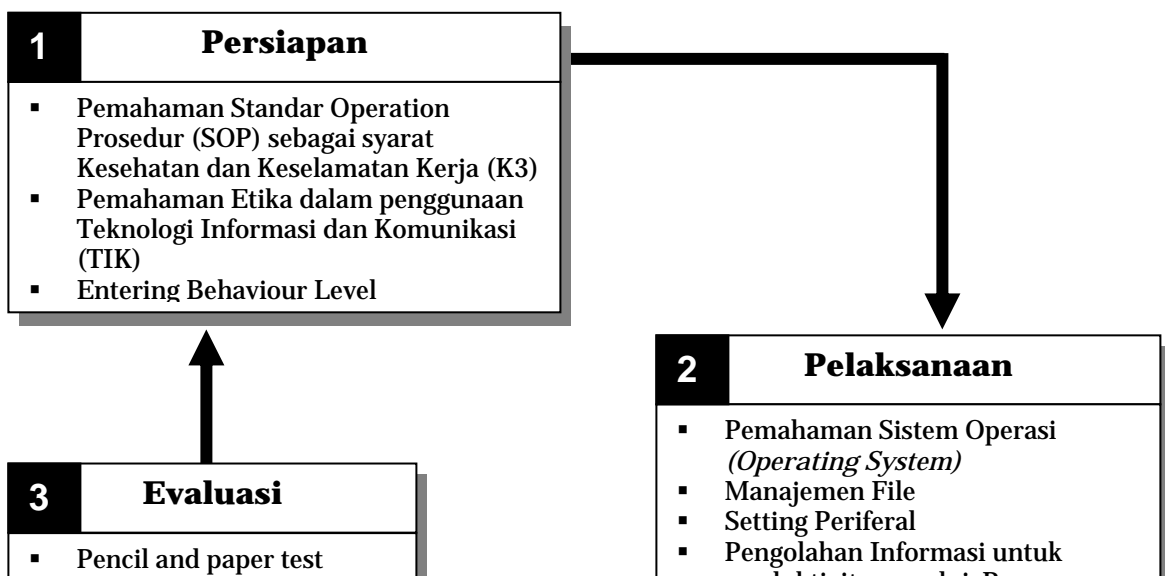 1 Persiapan
▪ Pemahaman Standar Operation
Prosedur (SOP) sebagai syarat
Kesehatan dan Keselamatan Kerja (K3)
▪ Pemahaman Etika dalam penggunaan
Teknologi Informasi dan Komunikasi
(TIK)
▪ Entering Behaviour Level
2 Pelaksanaan
▪ Pemahaman Sistem Operasi
(Operating System)
▪ Manajemen File
▪ Setting Periferal
▪ Pengolahan Informasi untuk
3 Evaluasi
▪ Pencil and paper test